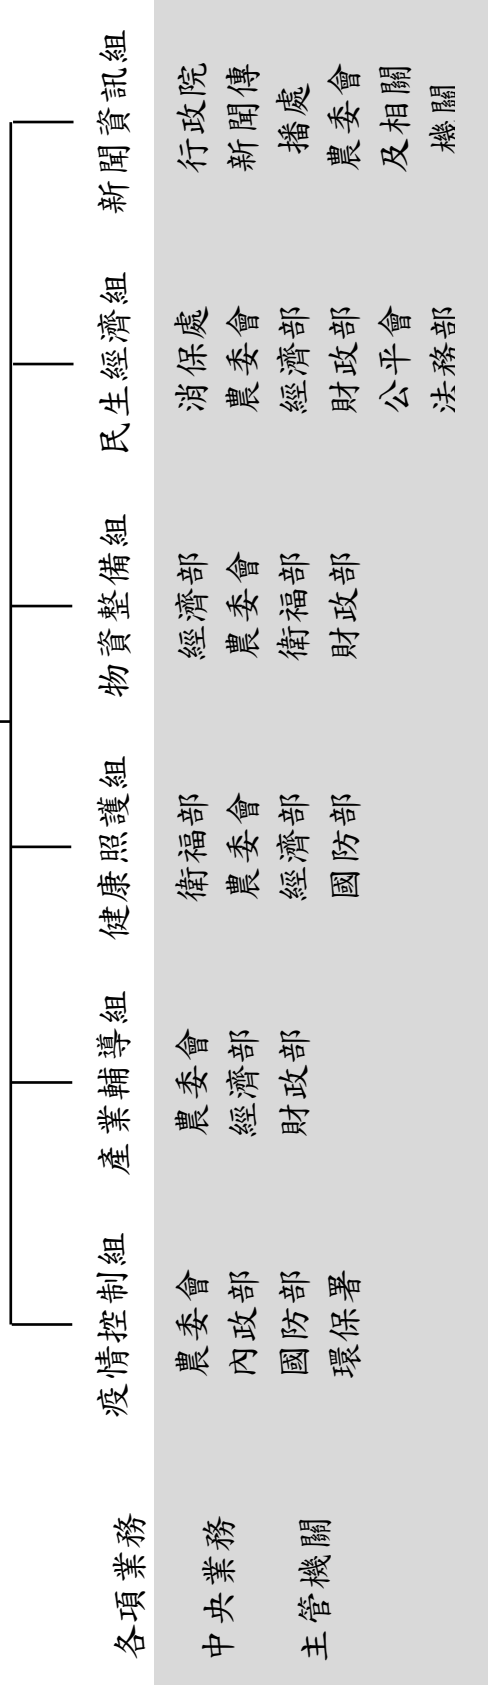 各項業務
疫情控制組
產業輔導組
健康照護組
物資整備組
民生經濟組
新聞資訊組
中央業務
主管機關
農委會
內政部
國防部
環保署
農委會
經濟部
財政部
衛福部
農委會
經濟部
國防部
經濟部
農委會
衛福部
財政部
消保處
農委會
經濟部
財政部
公平會
法務部
行政院
新聞傳
播處
農委會
及相關
機關